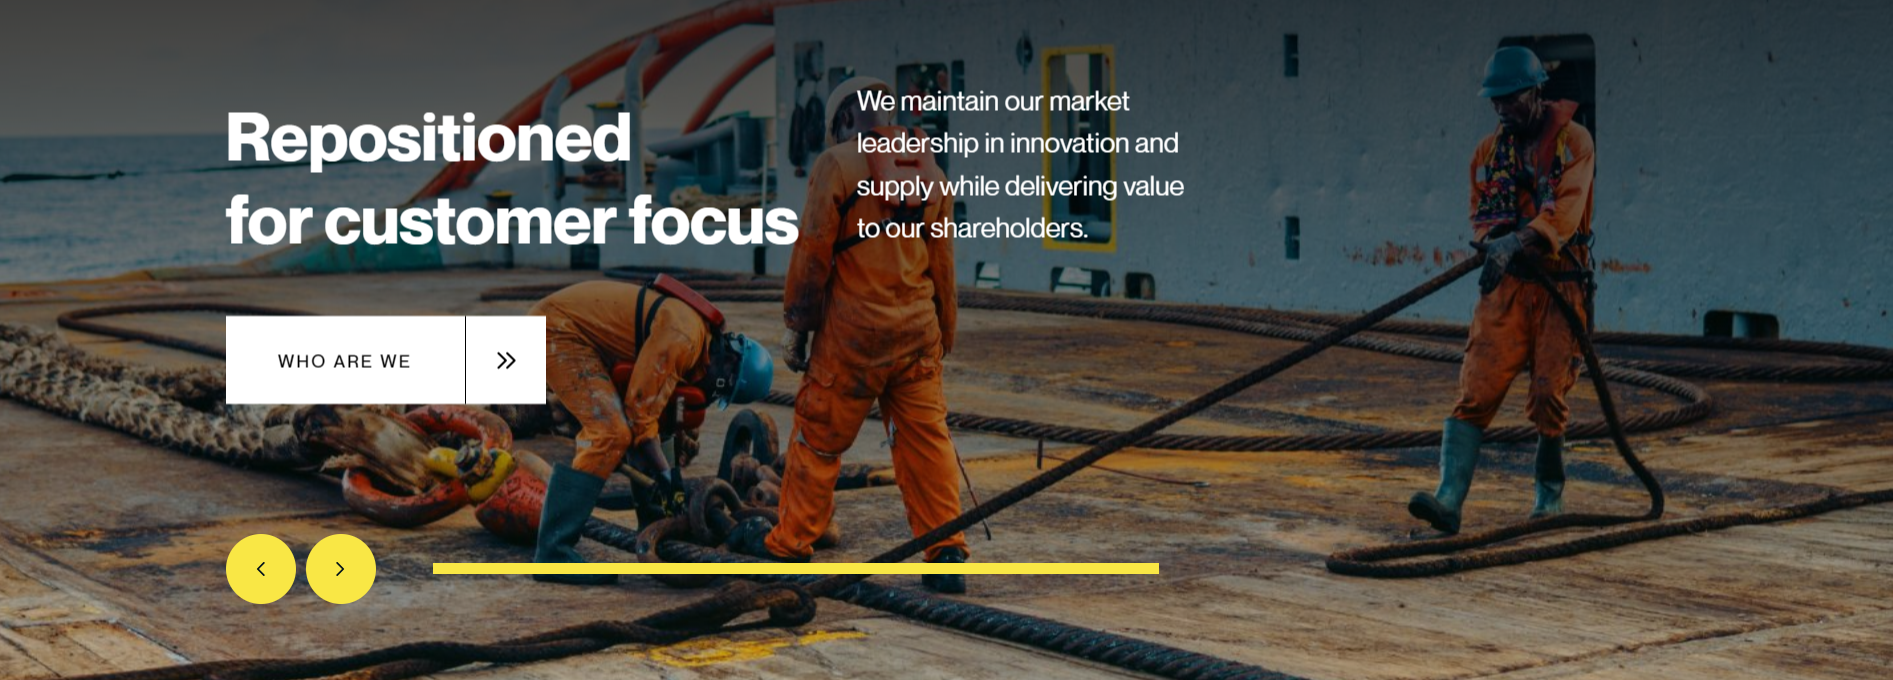 Repositioned
for customer focus
We maintain our market
leadership in innovation and
supply while delivering value
to our shareholders.
WHO ARE WE